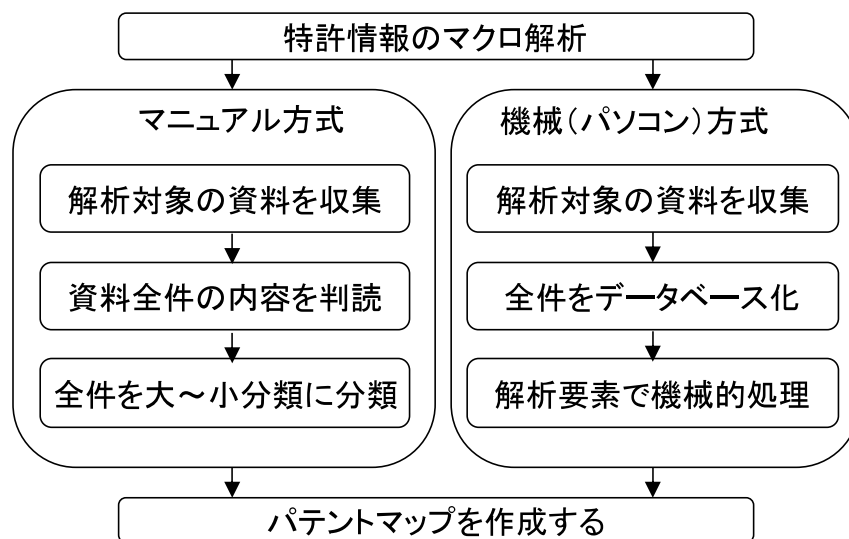 特許情報のマクロ解析
マニュアル方式
解析対象の資料を収集
資料全件の内容を判読
全件を大～小分類に分類
機械(パソコン)方式
解析対象の資料を収集
全件をデータベース化
解析要素で機械的処理
パテントマップを作成する